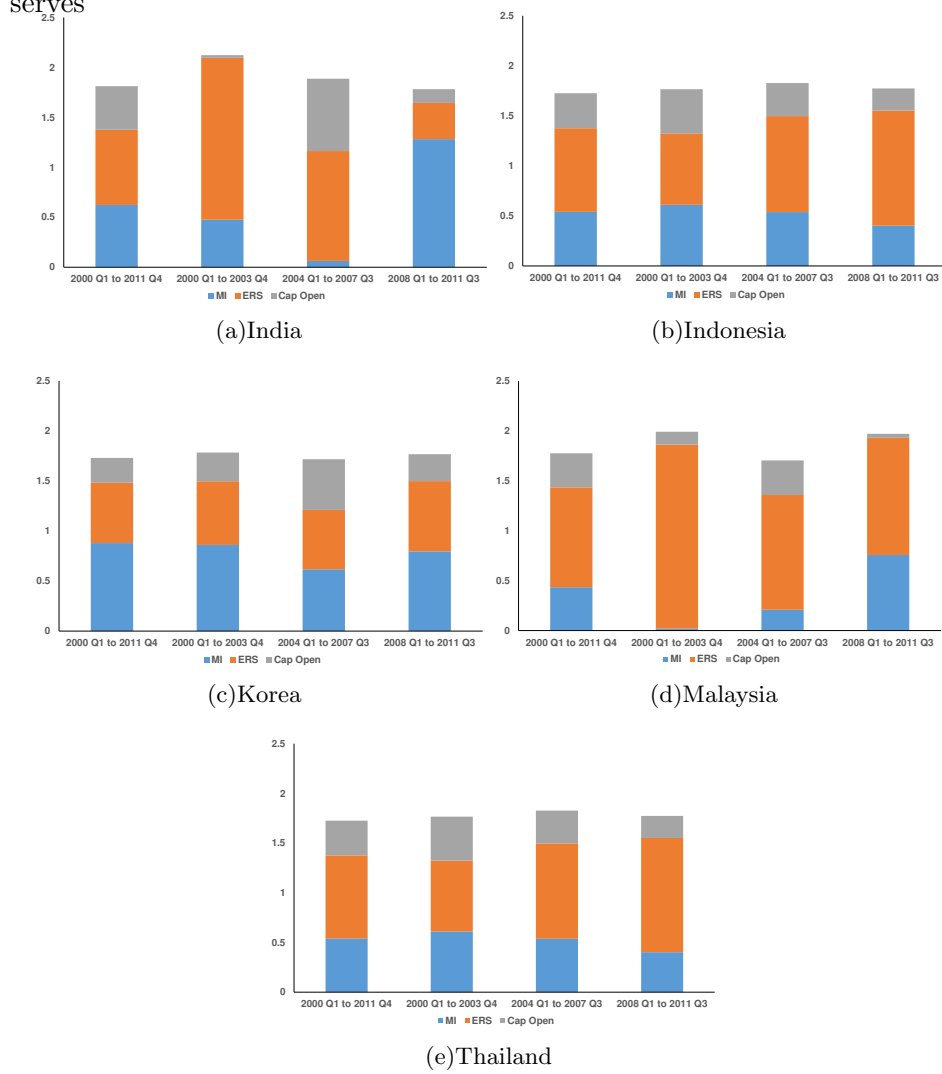 serves
2.5
2
1.5
1
0.5
0
2000 Q1 to 2011 Q4 2000 Q1 to 2003 Q4 2004 Q1 to 2007 Q3 2008 Q1 to 2011 Q3
MI ERS Cap Open
(a)India
2.5
2
1.5
1
0.5
0
2000 Q1 to 2011 Q4 2000 Q1 to 2003 Q4 2004 Q1 to 2007 Q3 2008 Q1 to 2011 Q3
MI ERS Cap Open
(b)Indonesia
2.5
2
1.5
1
0.5
0
2000 Q1 to 2011 Q4 2000 Q1 to 2003 Q4 2004 Q1 to 2007 Q3 2008 Q1 to 2011 Q3
MI ERS Cap Open
(c)Korea
2.5
2
1.5
1
0.5
0
2000 Q1 to 2011 Q4 2000 Q1 to 2003 Q4 2004 Q1 to 2007 Q3 2008 Q1 to 2011 Q3
MI ERS Cap Open
(d)Malaysia
2.5
2
1.5
1
0.5
0
2000 Q1 to 2011 Q4 2000 Q1 to 2003 Q4 2004 Q1 to 2007 Q3 2008 Q1 to 2011 Q3
MI ERS Cap Open
(e)Thailand